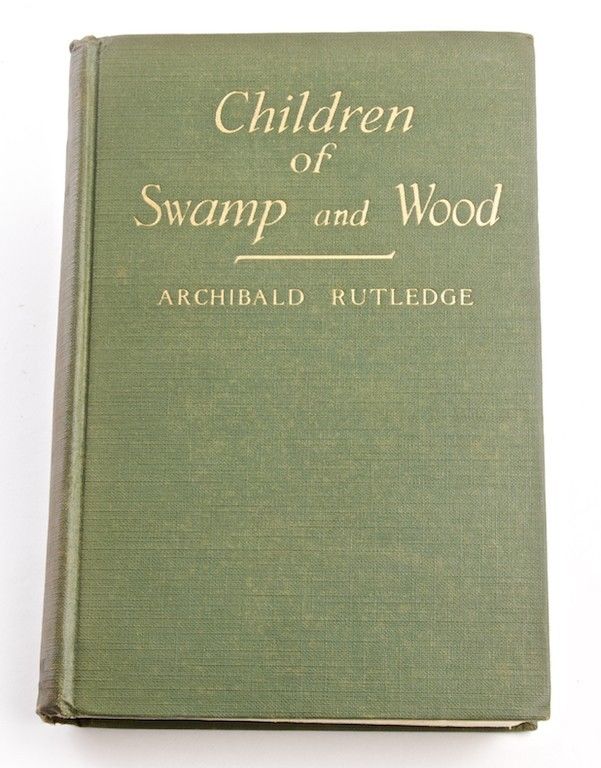 Children
of
Swamp and Wood
ARCHIBALD RUTLEDGE